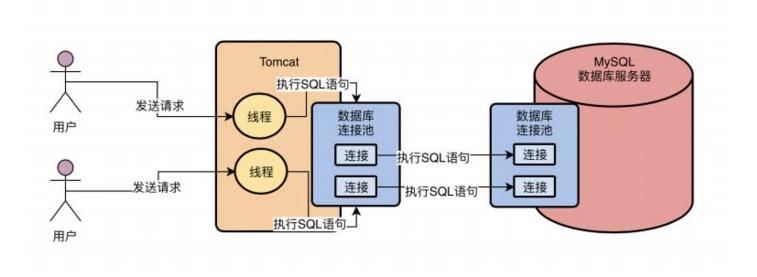 Tomcat
MySQL
数据库服务器
执行SQL语句
发送请求
线程
用户
数据库
连接池
连接
执行SQL语句
连接
数据库
连接池
连接
执行SQL语句
连接
发送请求
线程
执行SQL语句
用户